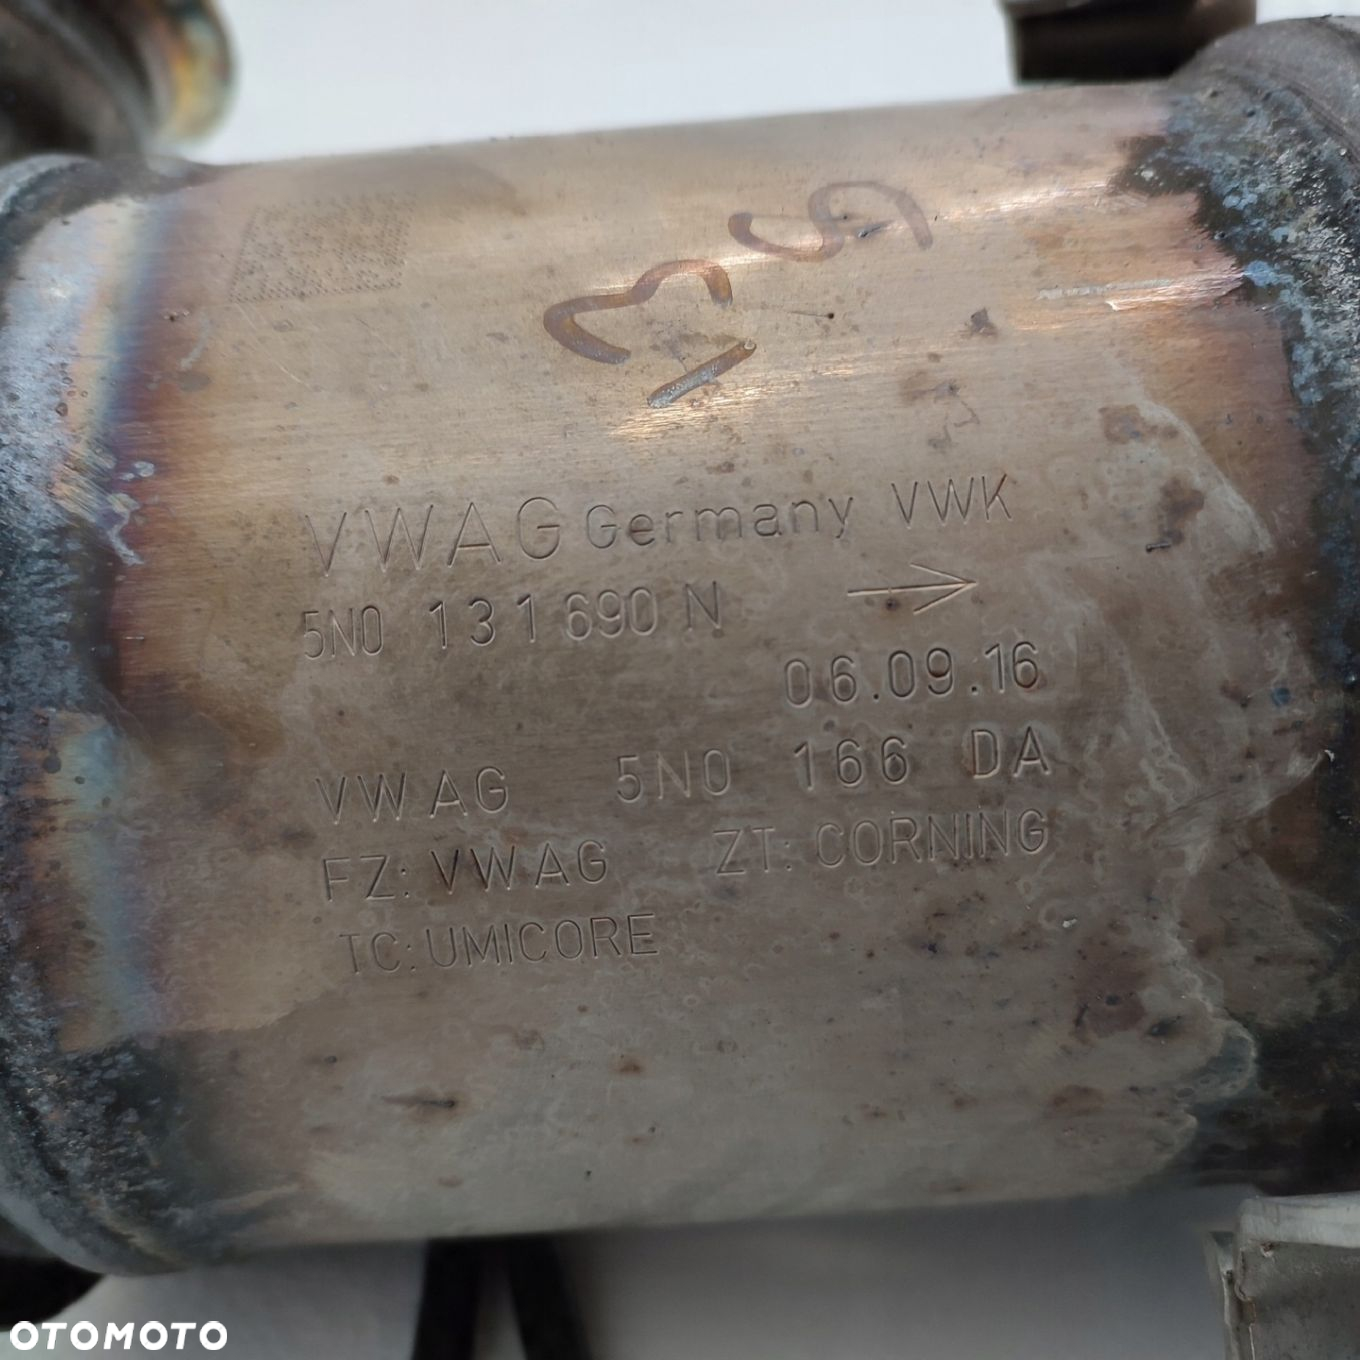 VWAG Germany VWK
5N0 131 690 N
06.09.16
VWAG 5N0 166 DA
FZ: VWAG ZT: CORNING
TC: UMICORE
OTOMOTO